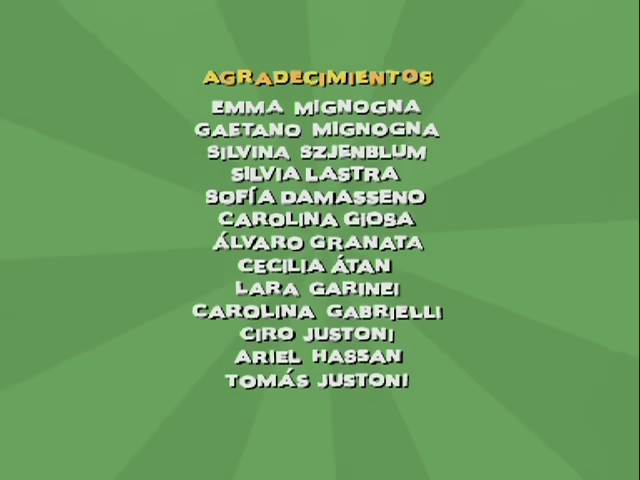 AGRADECIMIENTOS
EMMA MIGNOGNA
GAETANO MIGNOGNA
SILVINA SZJENBLUM
SILVIA LASTRA
SOFÍA DAMASSENO
CAROLINA GIOSA
ÁLVARO GRANATA
CECILIA ÁTAN
LARA GARINEI
CAROLINA GABRIELLI
CIRO JUSTONI
ARIEL HASSAN
TOMÁS JUSTONI